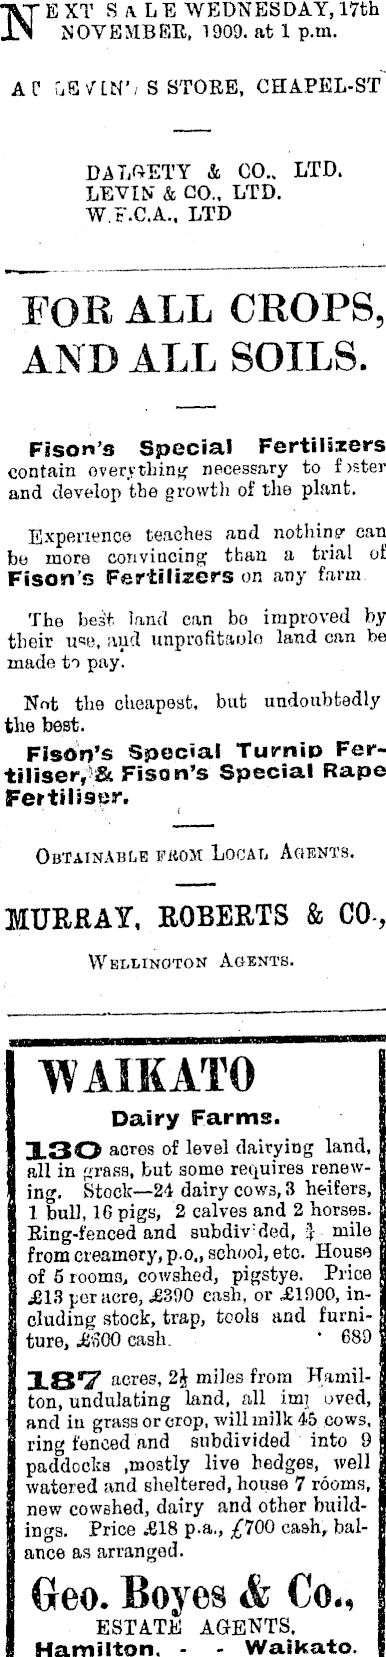 NEXT SALE WEDNESDAY, 17th
NOVEMBER, 1909. at 1 p.m.
AT LEVIN'S STORE, CHAPEL-ST
DALGETY & CO., LTD.
LEVIN & CO., LTD.
W.F.C.A., LTD
FOR ALL CROPS,
AND ALL SOILS.
Fison's Special Fertilizers
contain everything necessary to foster
and develop the growth of the plant.
Experience teaches and nothing can
be more convincing than a trial of
Fison's Fertilizers on any farm
The best land can be improved by
their use, and unprofitable land can be
made to pay.
Not the cheapest, but undoubtedly
the best.
Fison's Special Turnip Fer-
tiliser, & Fison's Special Rape
Fertiliser.
OBTAINABLE FROM LOCAL AGENTS.
MURRAY, ROBERTS & CO.,
WELLINGTON AGENTS.
WAIKATO
Dairy Farms.
130 acres of level dairying land,
all in grass, but some requires renew-
ing. Stock—24 dairy cows, 3 heifers,
1 bull, 16 pigs, 2 calves and 2 horses.
Ring-fenced and subdivided, mile
from creamery, p.o., school, etc. House
of 5 rooms, cowshed, pigstye. Price
£13 per acre, £390 cash, or £1900, in-
cluding stock, trap, tools and furni-
ture, £600 cash. 689
187 acres, 2½ miles from Hamil-
ton, undulating land, all improved,
and in grass or crop, will milk 45 cows,
ring fenced and subdivided into 9
paddocks ,mostly live hedges, well
watered and sheltered, house 7 rooms,
new cowshed, dairy and other build-
ings. Price £18 p.a., £700 cash, bal-
ance as arranged.
Geo. Boyes & Co.,
ESTATE AGENTS,
Hamilton, - - Waikato.